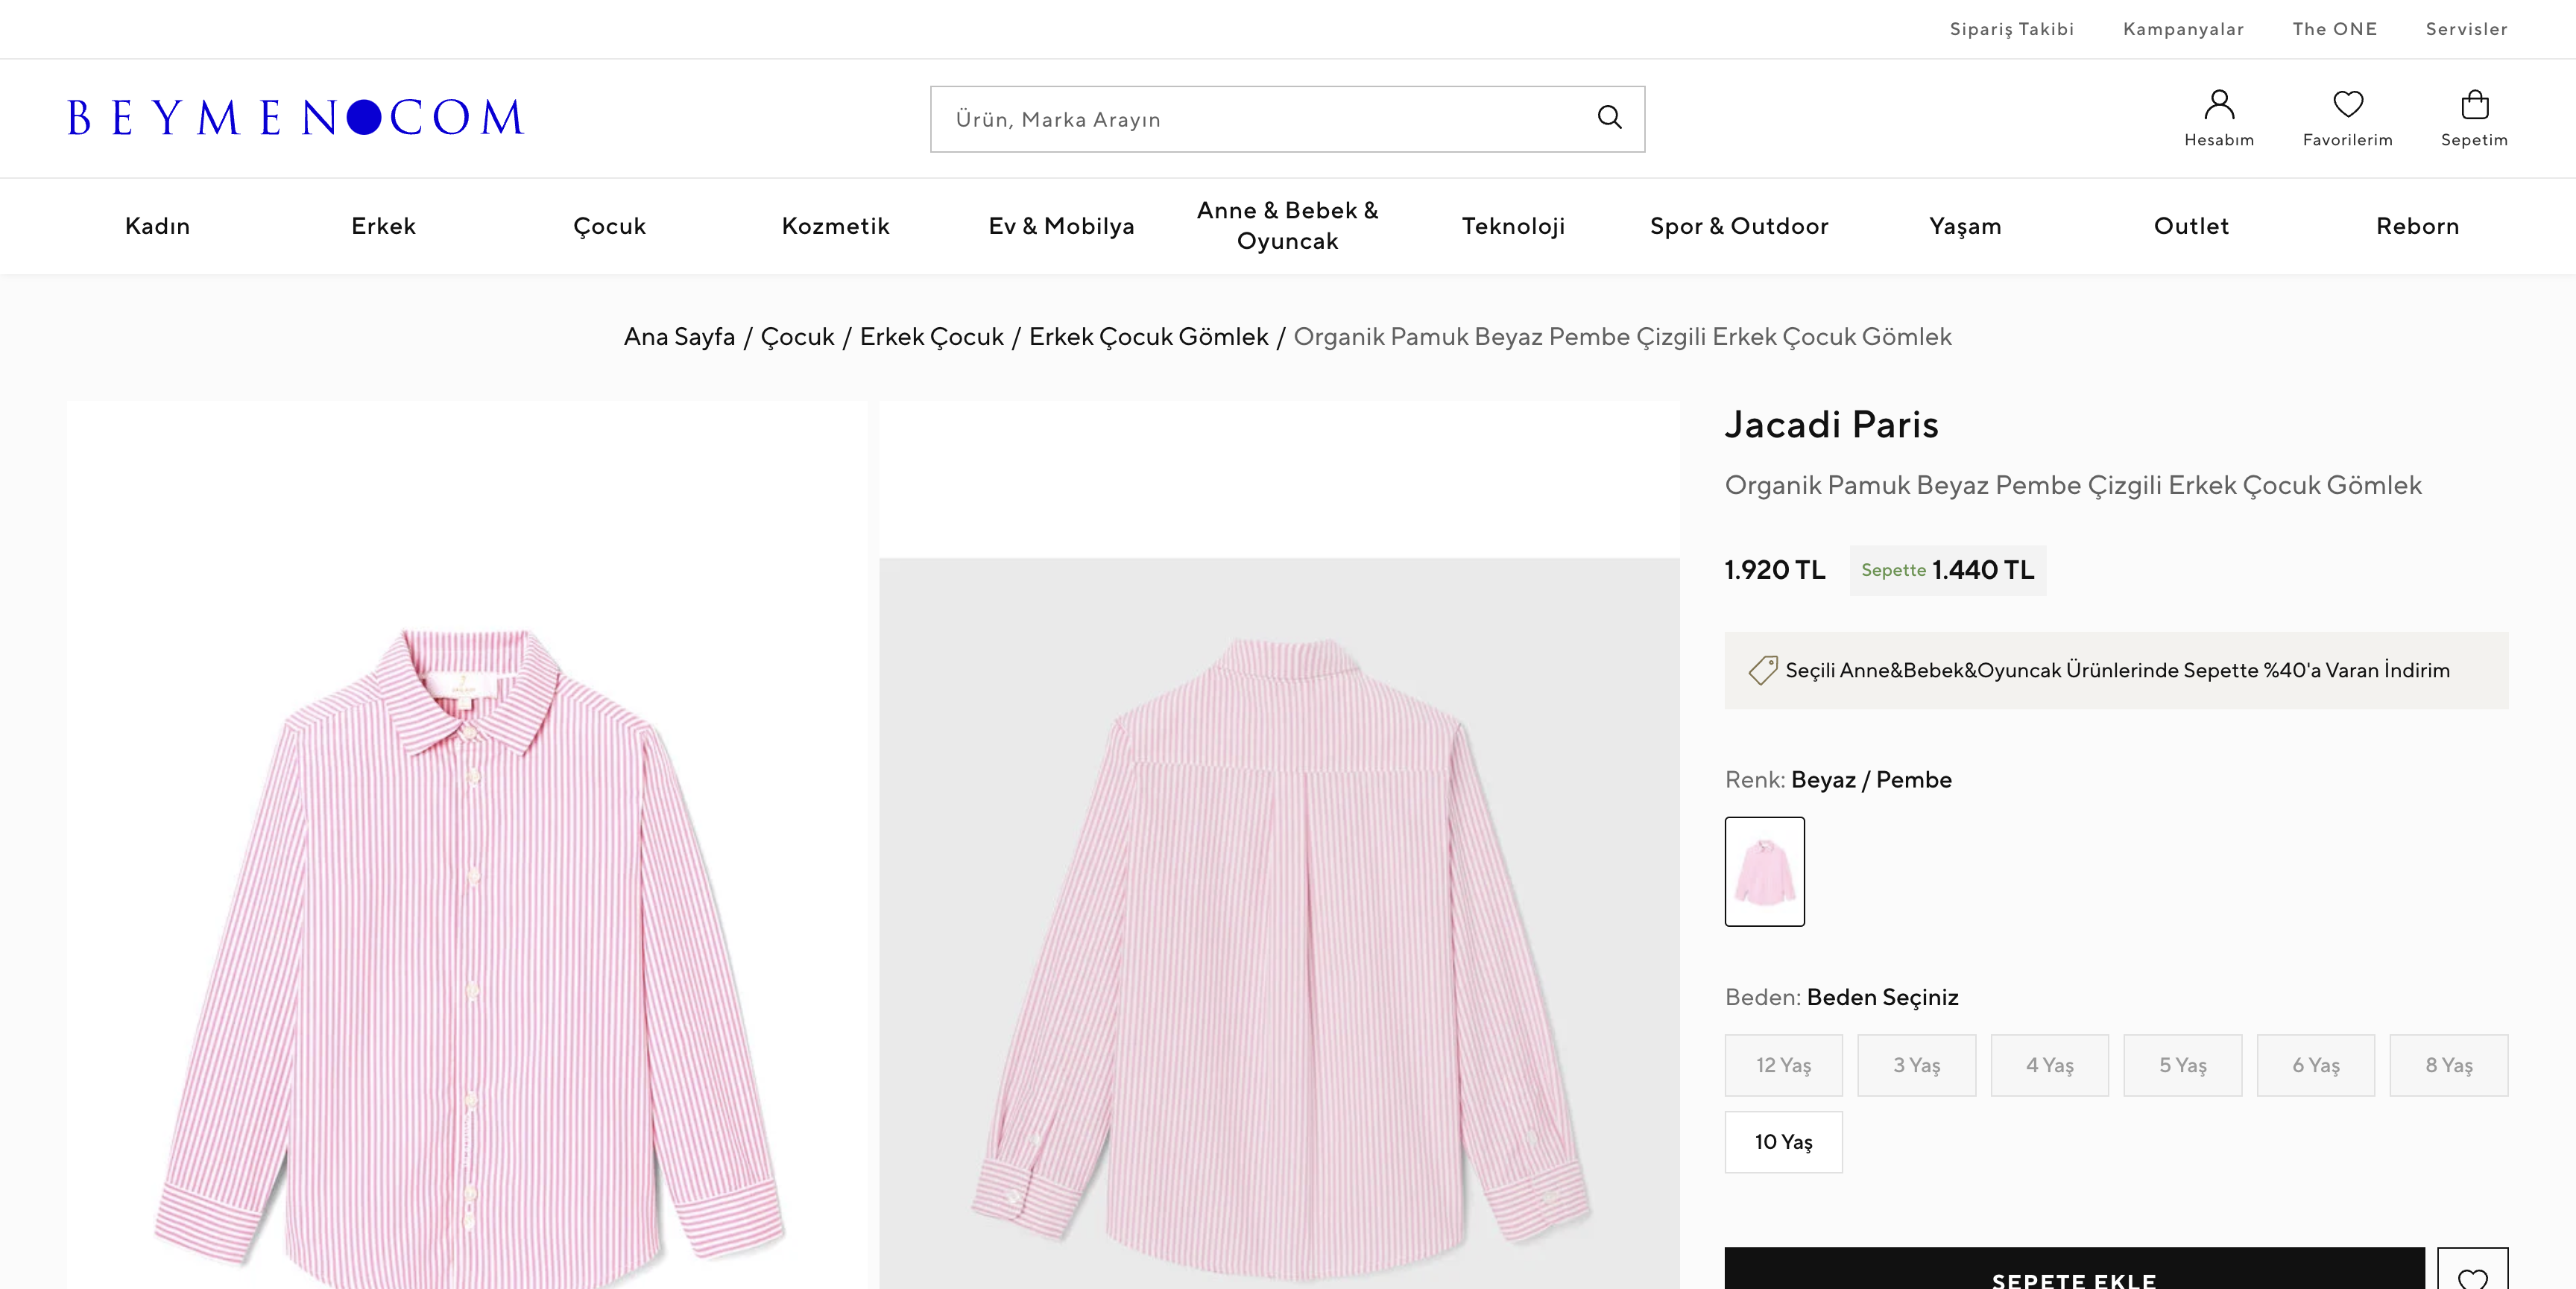 Sipariş Takibi Kampanyalar The ONE Servisler
BEYMEN COM
Ürün, Marka Arayın
Hesabım Favorilerim Sepetim
Kadın Erkek Çocuk Kozmetik Ev & Mobilya Anne & Bebek & Oyuncak Teknoloji Spor & Outdoor Yaşam Outlet Reborn
Ana Sayfa / Çocuk / Erkek Çocuk / Erkek Çocuk Gömlek / Organik Pamuk Beyaz Pembe Çizgili Erkek Çocuk Gömlek
Jacadi Paris
Organik Pamuk Beyaz Pembe Çizgili Erkek Çocuk Gömlek
1.920 TL Sepette 1.440 TL
Seçili Anne&Bebek&Oyuncak Ürünlerinde Sepette %40'a Varan İndirim
Renk: Beyaz / Pembe
Beden: Beden Seçiniz
12 Yaş 3 Yaş 4 Yaş 5 Yaş 6 Yaş 8 Yaş
10 Yaş
SEPETE EKLE